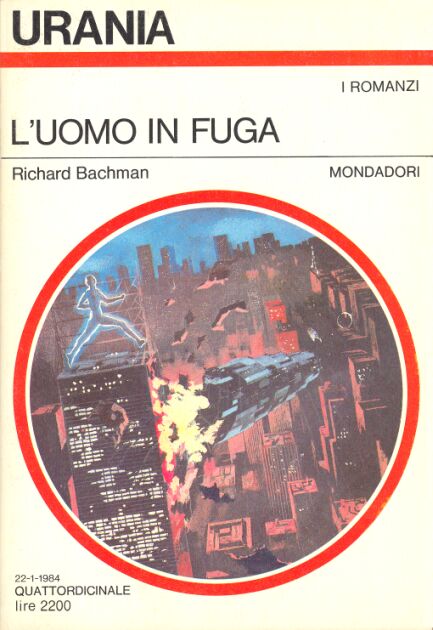 URANIA
I ROMANZI
L'UOMO IN FUGA
Richard Bachman
MONDADORI
22-1-1984
QUATTORDICINALE
lire 2200